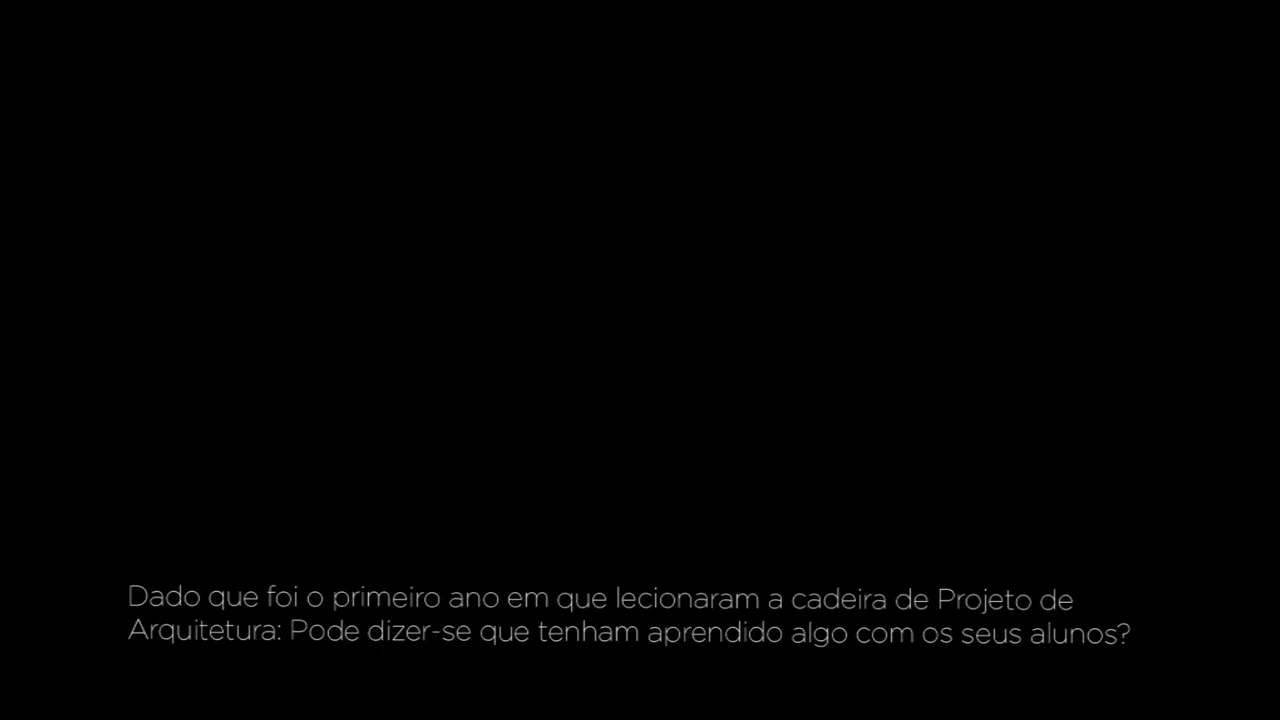 Dado que foi o primeiro ano em que lecionaram a cadeira de Projeto de
Arquitetura: Pode dizer-se que tenham aprendido algo com os seus alunos?